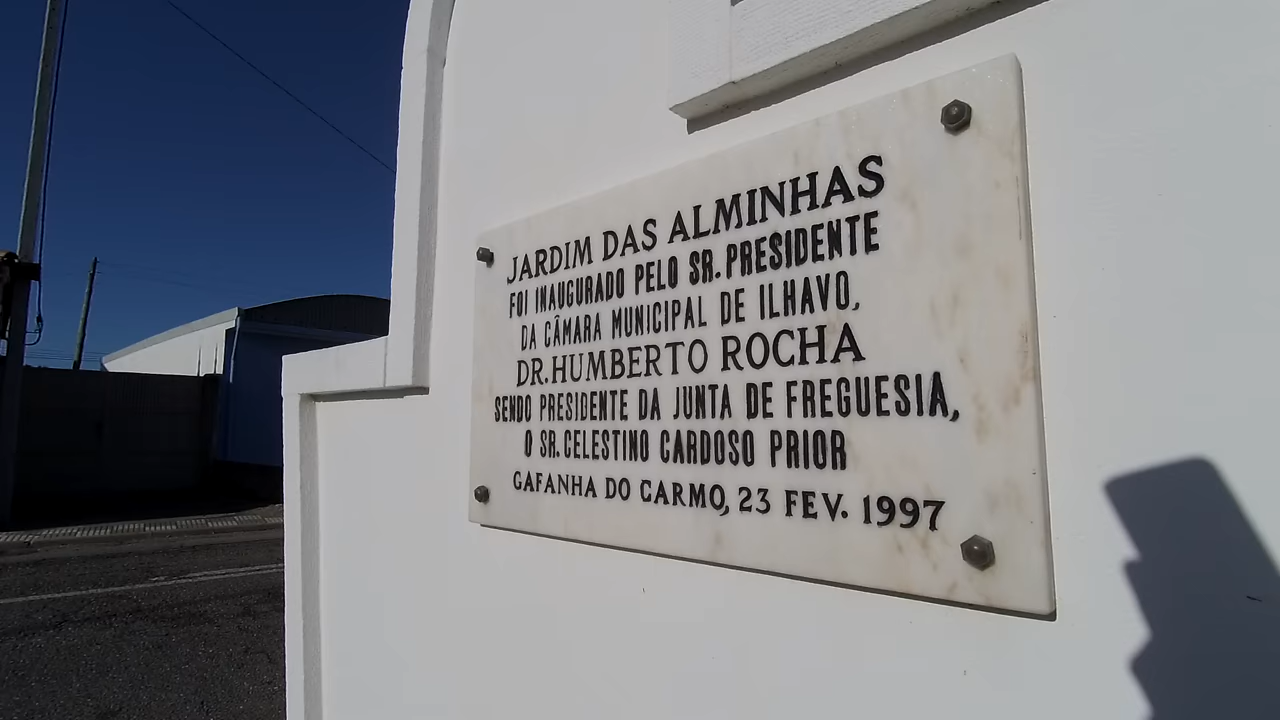 JARDIM DAS ALMINHAS
FOI INAUGURADO PELO SR. PRESIDENTE
DA CÂMARA MUNICIPAL DE ILHAVO,
DR. HUMBERTO ROCHA
SENDO PRESIDENTE DA JUNTA DE FREGUESIA,
O SR. CELESTINO CARDOSO PRIOR
GAFANHA DO CARMO, 23 FEV. 1997